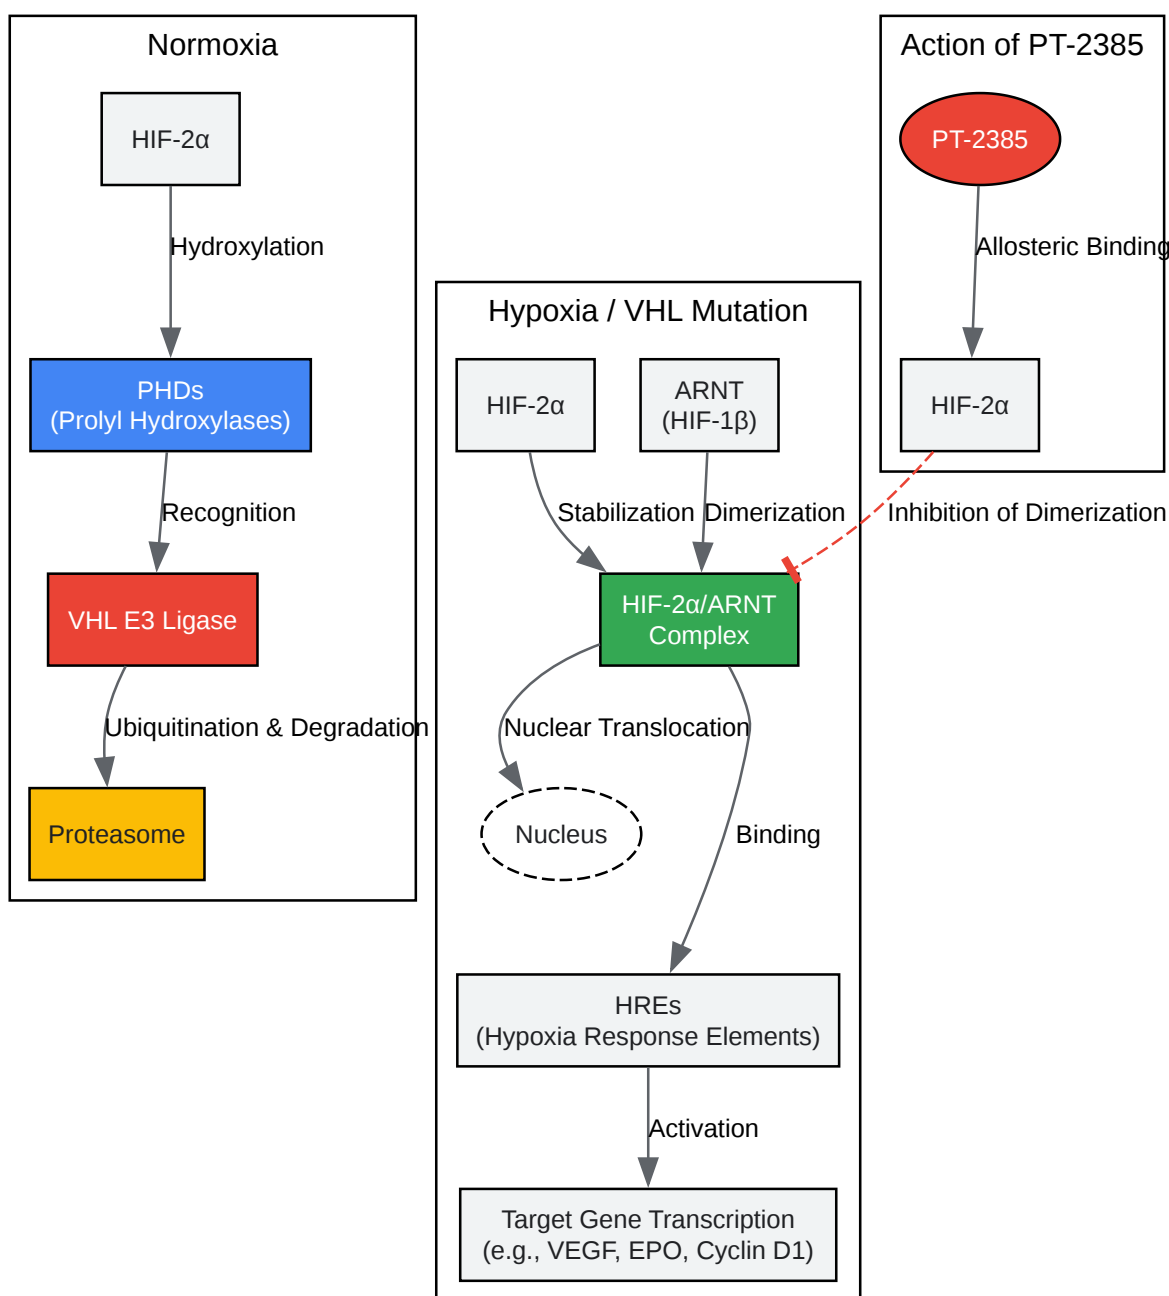 Normoxia
HIF-2α
Hydroxylation
PHDs
(Prolyl Hydroxylases)
Recognition
VHL E3 Ligase
Ubiquitination & Degradation
Proteasome
Hypoxia / VHL Mutation
HIF-2α
ARNT
(HIF-1β)
Stabilization
Dimerization
HIF-2α/ARNT
Complex
Nuclear Translocation
Nucleus
Binding
HREs
(Hypoxia Response Elements)
Activation
Target Gene Transcription
(e.g., VEGF, EPO, Cyclin D1)
Action of PT-2385
PT-2385
Allosteric Binding
HIF-2α
Inhibition of Dimerization